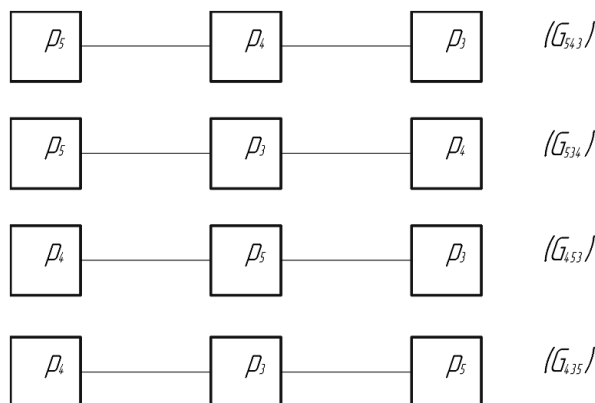 p₅ p₄ p₃ (G₅₄₃)
p₅ p₃ p₄ (G₅₃₄)
p₄ p₅ p₃ (G₄₅₃)
p₄ p₃ p₅ (G₄₃₅)